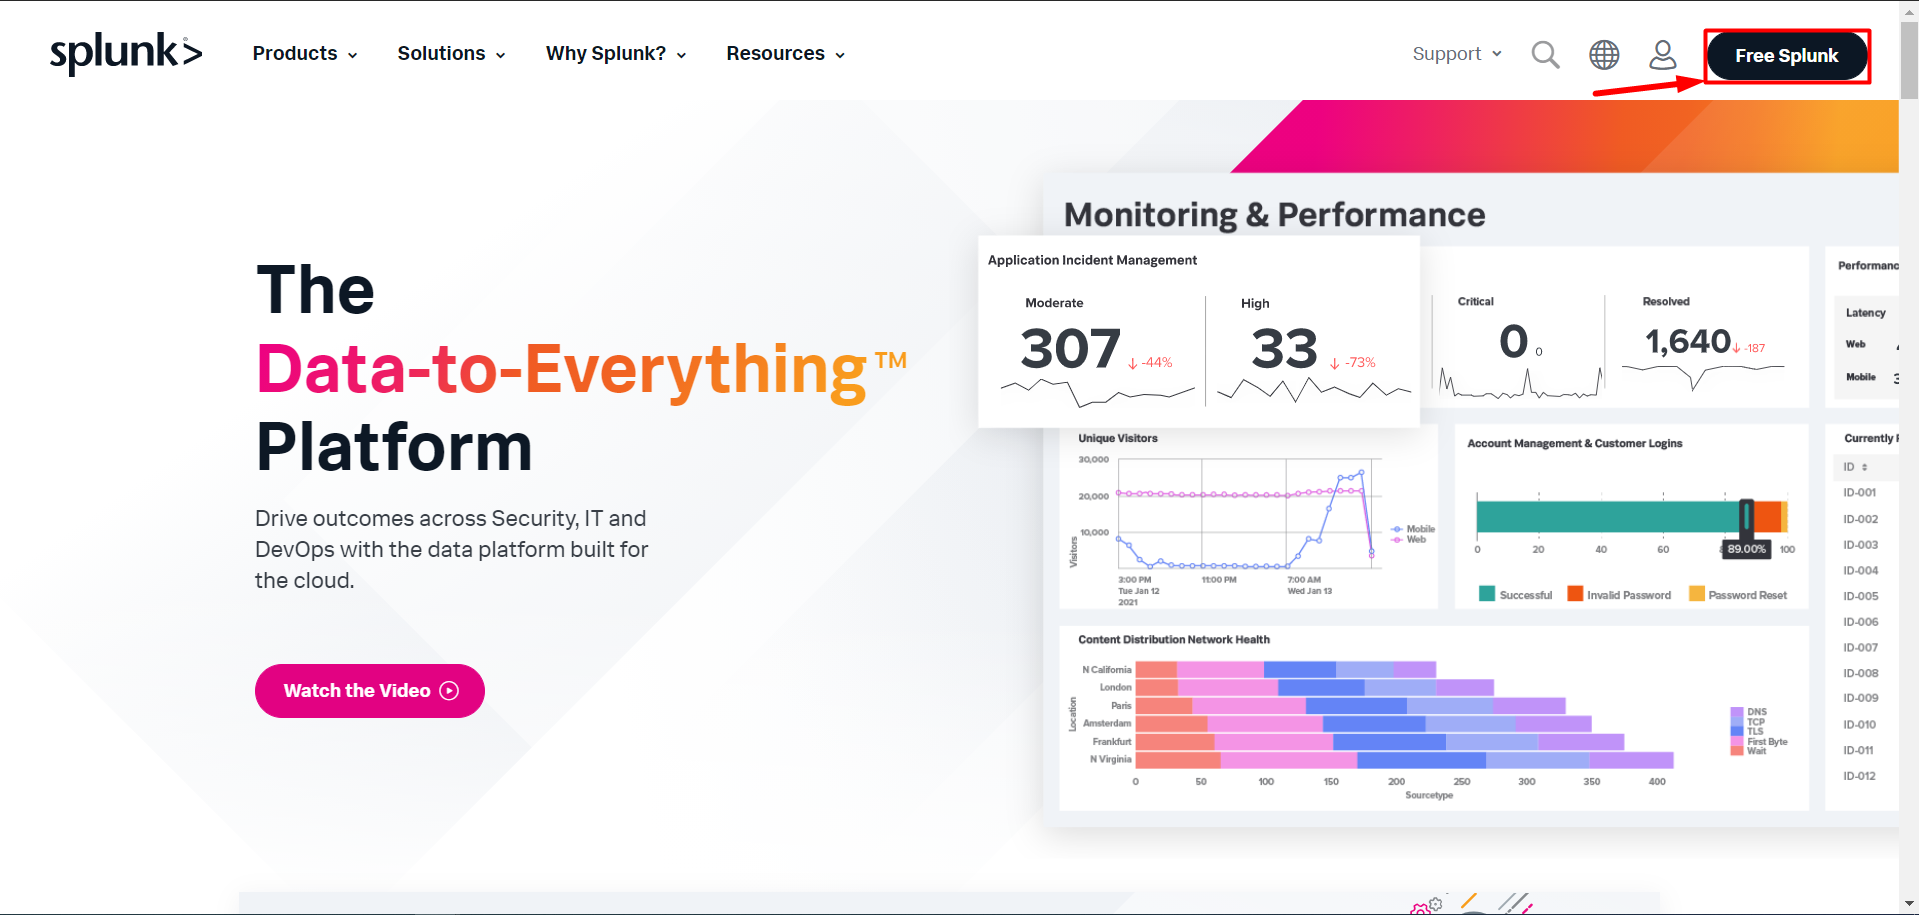 splunk>
Products
Solutions
Why Splunk?
Resources
Support
Free Splunk
The
Data-to-Everything™
Platform
Drive outcomes across Security, IT and
DevOps with the data platform built for
the cloud.
Watch the Video
Monitoring & Performance
Application Incident Management
Moderate
307
-44%
High
33
-73%
Critical
0
0
Resolved
1,640
-187
Latency
Web
Mobile
Unique Visitors
30,000
20,000
10,000
Visitors
3:00 PM
Tue Jan 12
2021
11:00 PM
7:00 AM
Wed Jan 13
Mobile
Web
Account Management & Customer Logins
0
20
40
60
89.00%
100
Successful
Invalid Password
Password Reset
Currently
ID
ID-001
ID-002
ID-003
ID-004
ID-005
ID-006
ID-007
ID-008
ID-009
ID-010
ID-011
ID-012
Content Distribution Network Health
Location
N California
London
Paris
Amsterdam
Frankfurt
N Virginia
0
50
100
150
200
250
300
350
400
Sourcetype
DNS
TCP
TLS
First Byte
Wait